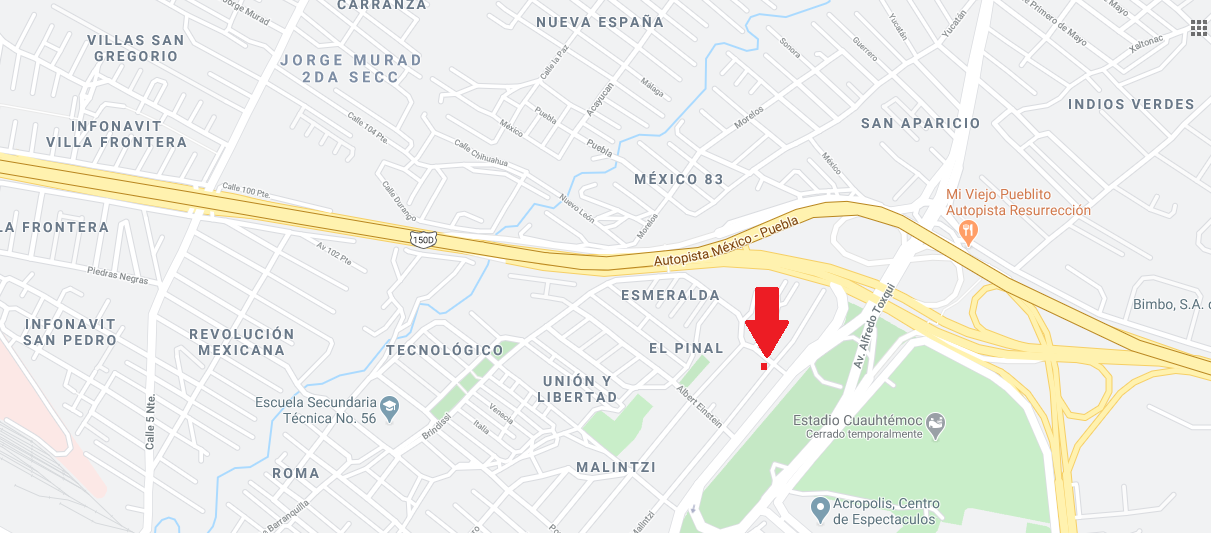 CARRANZA
Jorge Murad
NUEVA ESPAÑA
VILLAS SAN
GREGORIO
JORGE MURAD
2DA SECC
Calle la Paz
Sonora
Guerrero
Yucatán
Yucatán
Primero de Mayo
Xaltonac
Acayucan
Málaga
INDIOS VERDES
INFONAVIT
VILLA FRONTERA
Calle 104 Pte.
México
Puebla
Puebla
Morelos
SAN APARICIO
Calle Chihuahua
México
MÉXICO 83
Calle 100 Pte.
Calle Durango
Nuevo León
Morelos
Mi Viejo Pueblito
Autopista Resurrección
LA FRONTERA
Av 102 Pte
150D
Autopista México - Puebla
Piedras Negras
ESMERALDA
Av. Alfredo Toxqui
Bimbo, S.A. d
INFONAVIT
SAN PEDRO
REVOLUCIÓN
MEXICANA
TECNOLÓGICO
EL PINAL
UNIÓN Y
LIBERTAD
Albert Einstein
Escuela Secundaria
Técnica No. 56
Calle 5 Nte.
Brindissi
Venecia
Italia
Estadio Cuauhtémoc
Cerrado temporalmente
ROMA
MALINTZI
Barranquilla
Malintzi
Acropolis, Centro
de Espectaculos